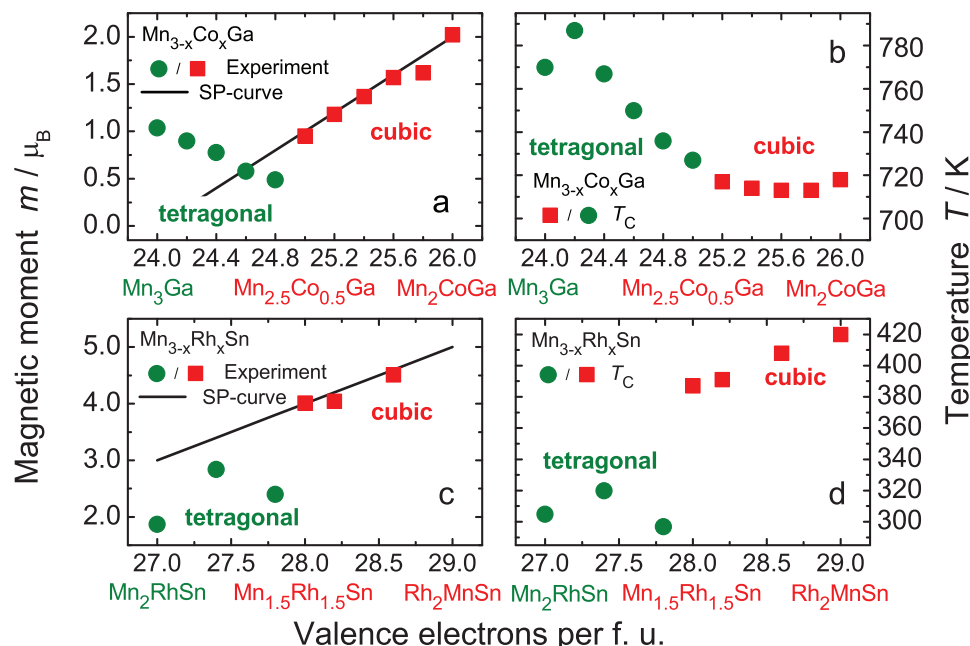 Magnetic moment m / μB
Mn3-xCoxGa
/ Experiment
SP-curve
cubic
tetragonal
a
2.0
1.5
1.0
0.5
0.0
24.0 24.4 24.8 25.2 25.6 26.0
Mn3Ga Mn2.5Co0.5Ga Mn2CoGa
b
tetragonal
cubic
Mn3-xCoxGa
/ TC
780
760
740
720
700
24.0 24.4 24.8 25.2 25.6 26.0
Mn3Ga Mn2.5Co0.5Ga Mn2CoGa
Temperature T / K
Mn3-xRhxSn
/ Experiment
SP-curve
cubic
tetragonal
c
5.0
4.0
3.0
2.0
27.0 27.5 28.0 28.5 29.0
Mn2RhSn Mn1.5Rh1.5Sn Rh2MnSn
Mn3-xRhxSn
/ TC
cubic
tetragonal
d
420
400
380
360
340
320
300
27.0 27.5 28.0 28.5 29.0
Mn2RhSn Mn1.5Rh1.5Sn Rh2MnSn
Valence electrons per f. u.